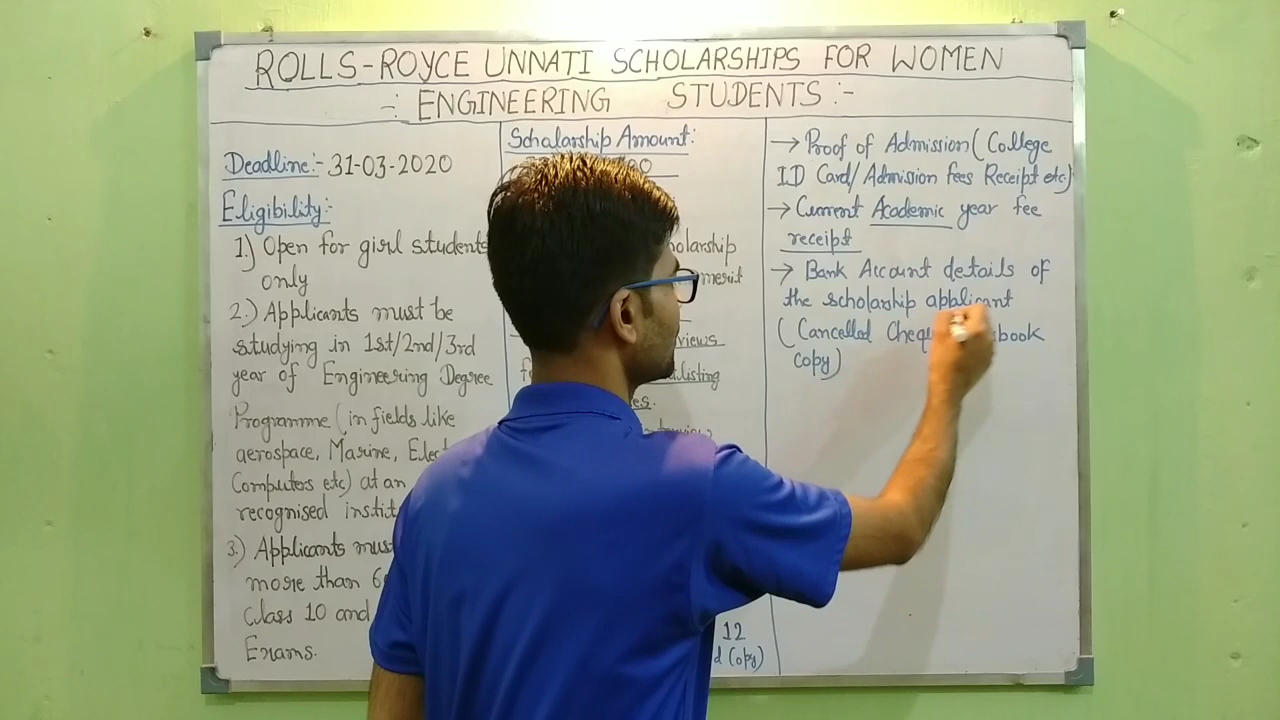 ROLLS-ROYCE UNNATI SCHOLARSHIPS FOR WOMEN
-: ENGINEERING STUDENTS :-
Deadline:- 31-03-2020
Eligibility:-
1.) Open for girl students
only
2.) Applicants must be
studying in 1st/2nd/3rd
year of Engineering Degree
Programme (in fields like
aerospace, Marine, Elec
Computers etc) at an
recognised instit
3.) Applicants mus
more than 6
Class 10 and
Exams.
Schalarship Amount:
00
holarship
merit
views
listing
es.
12
d Copy)
→ Proof of Admission (College
ID Card/Admission fees Receipt etc)
→ Current Academic year fee
receipt
→ Bank Account details of
the scholarship applicant
(Cancelled Cheq book
copy)